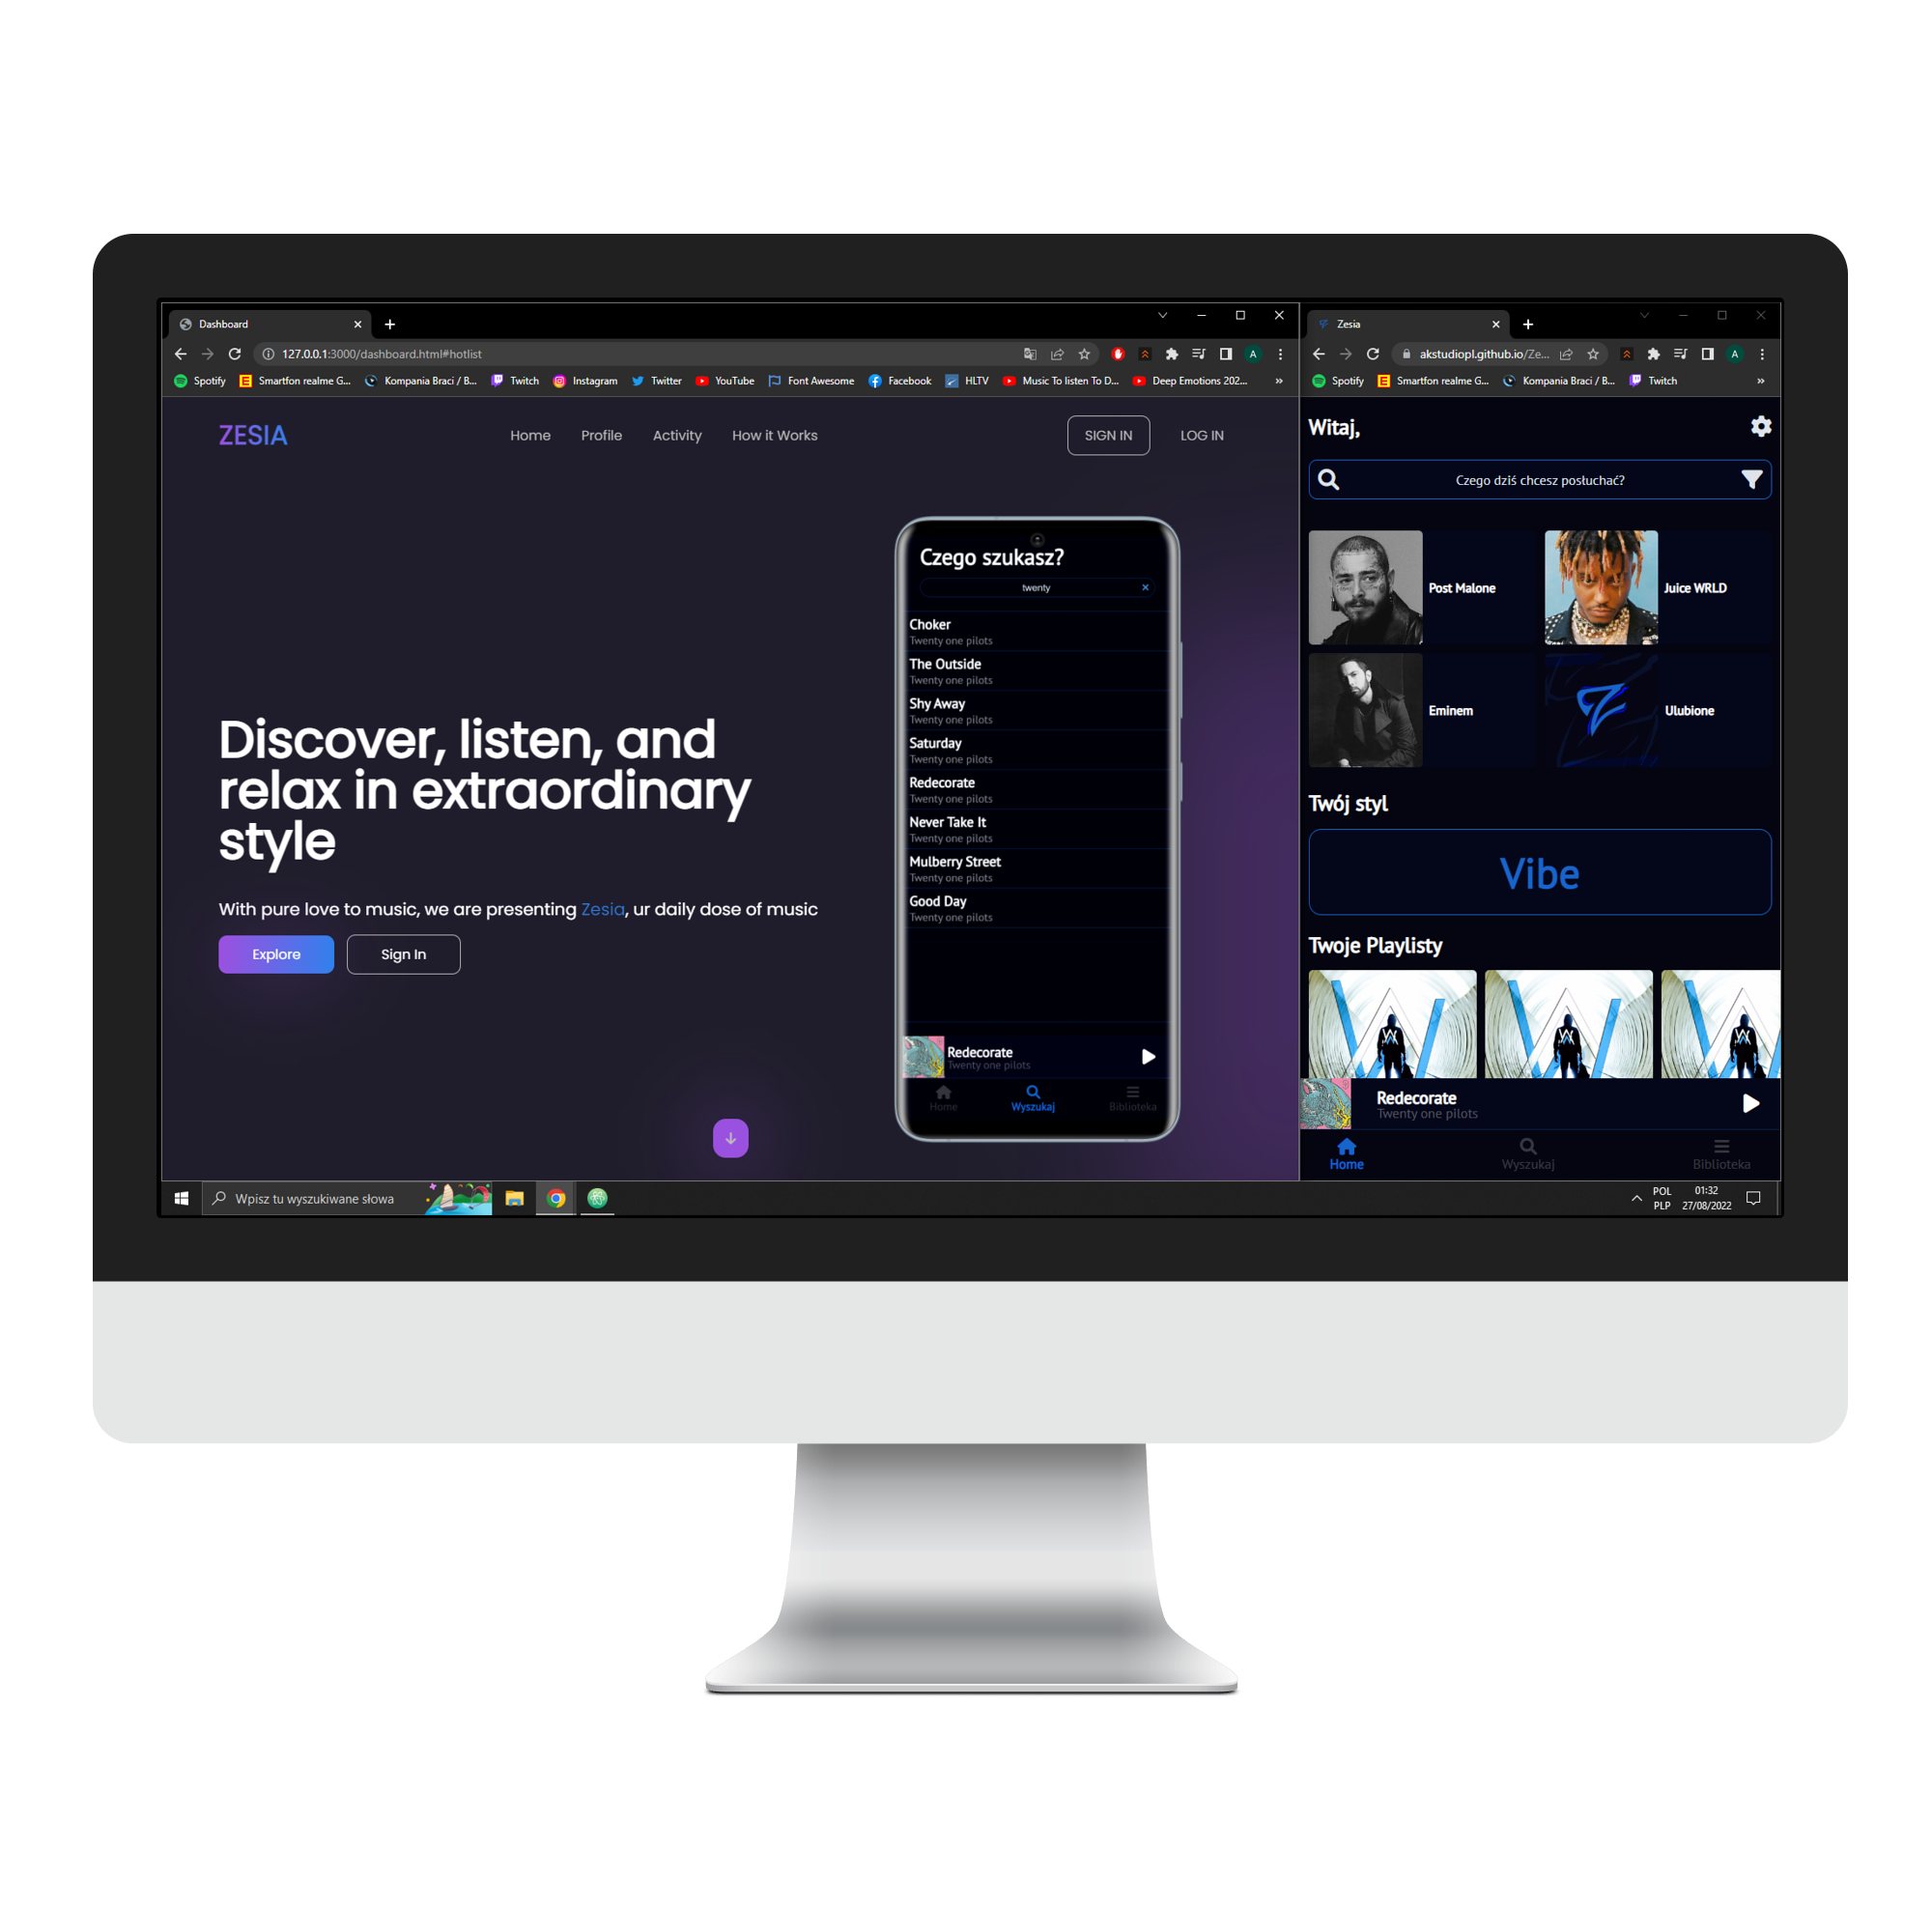 Dashboard
127.0.0.1:3000/dashboard.html#hotlist
Spotify
Smartfon realme G...
Kompania Braci / B...
Twitch
Instagram
Twitter
YouTube
Font Awesome
Facebook
HLTV
Music To listen To D...
Deep Emotions 202...
»
ZESIA
Home
Profile
Activity
How it Works
SIGN IN
LOG IN
Discover, listen, and
relax in extraordinary
style
With pure love to music, we are presenting Zesia, ur daily dose of music
Explore
Sign In
Czego szukasz?
twenty
Choker
Twenty one pilots
The Outside
Twenty one pilots
Shy Away
Twenty one pilots
Saturday
Twenty one pilots
Redecorate
Twenty one pilots
Never Take It
Twenty one pilots
Mulberry Street
Twenty one pilots
Good Day
Twenty one pilots
Redecorate
Twenty one pilots
Home
Wyszukaj
Biblioteka
Zesia
akstudiopl.github.io/Ze...
A
Spotify
Smartfon realme G...
Kompania Braci / B...
Twitch
»
Witaj,
Czego dziś chcesz posłuchać?
Post Malone
Juice WRLD
Eminem
Ulubione
Twój styl
Vibe
Twoje Playlisty
Redecorate
Twenty one pilots
Home
Wyszukaj
Biblioteka
Wpisz tu wyszukiwane słowa
POL
PLP
01:32
27/08/2022